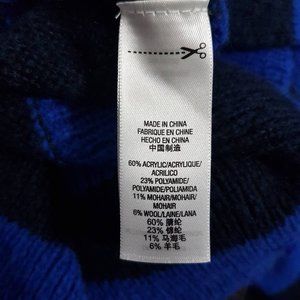 MADE IN CHINA
FABRIQUE EN CHINE
HECHO EN CHINA
中国制造
60% ACRYLIC/ACRYLIQUE/
ACRILICO
23% POLYAMIDE/
POLYAMIDE/POLIAMIDA
11% MOHAIR/MOHAIR/
MOHAIR
6% WOOL/LAINE/LANA
60% 腈纶
23% 锦纶
11% 马海毛
6% 羊毛